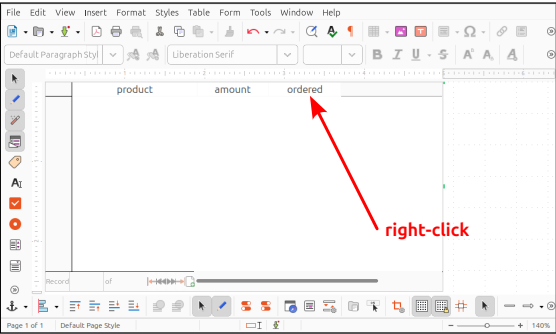 File Edit View Insert Format Styles Table Form Tools Window Help
Default Paragraph Styl Liberation Serif
product amount ordered
right-click
Record of
Page 1 of 1 Default Page Style 140%